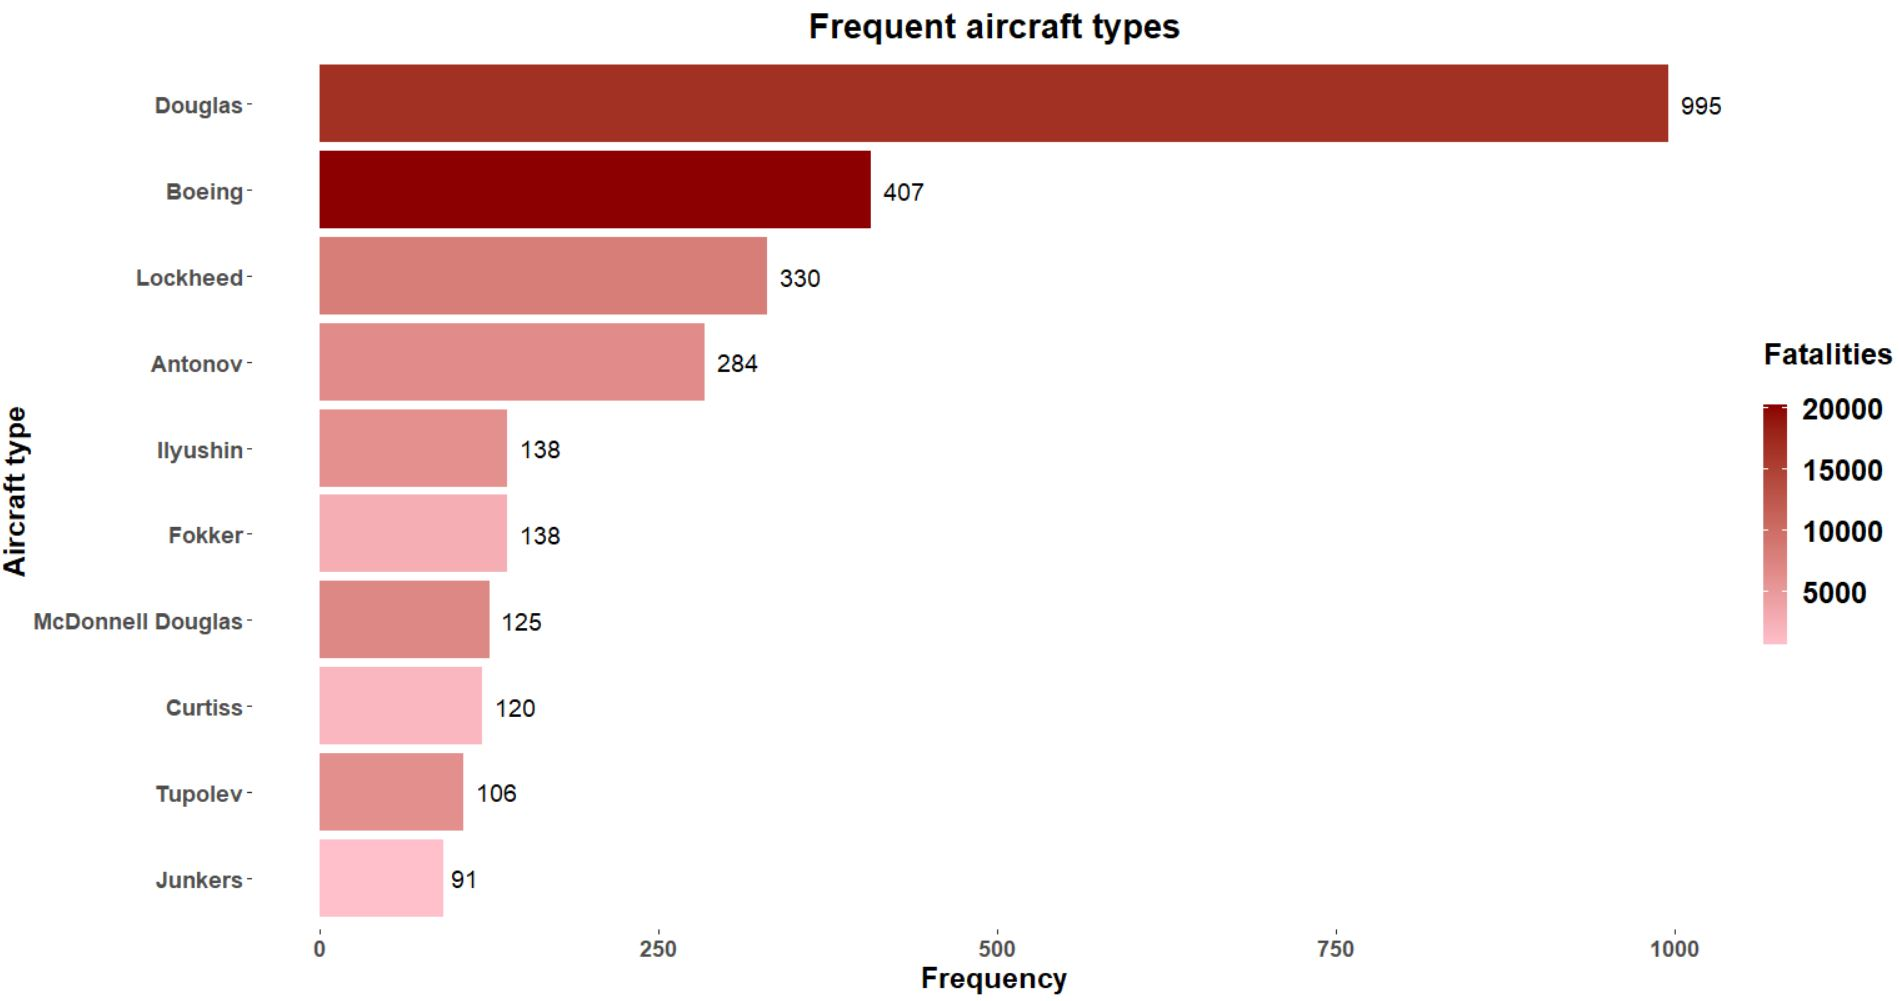 Frequent aircraft types
Douglas
995
Boeing
407
Lockheed
330
Antonov
284
Ilyushin
138
Fokker
138
McDonnell Douglas
125
Curtiss
120
Tupolev
106
Junkers
91
Aircraft type
0
250
500
750
1000
Frequency
Fatalities
20000
15000
10000
5000